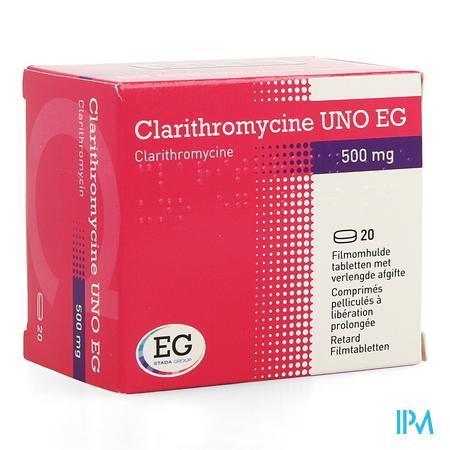 Clarithromycine UNO EG
Clarithromycine
500 mg
20
Filmomhulde
tabletten met
verlengde afgifte
Comprimés
pelliculés à
libération
prolongée
Retard
Filmtabletten
EG
STADA GROUP
Clarithromycine UNO EG
Clarithromycin
500 mg
20
IPM